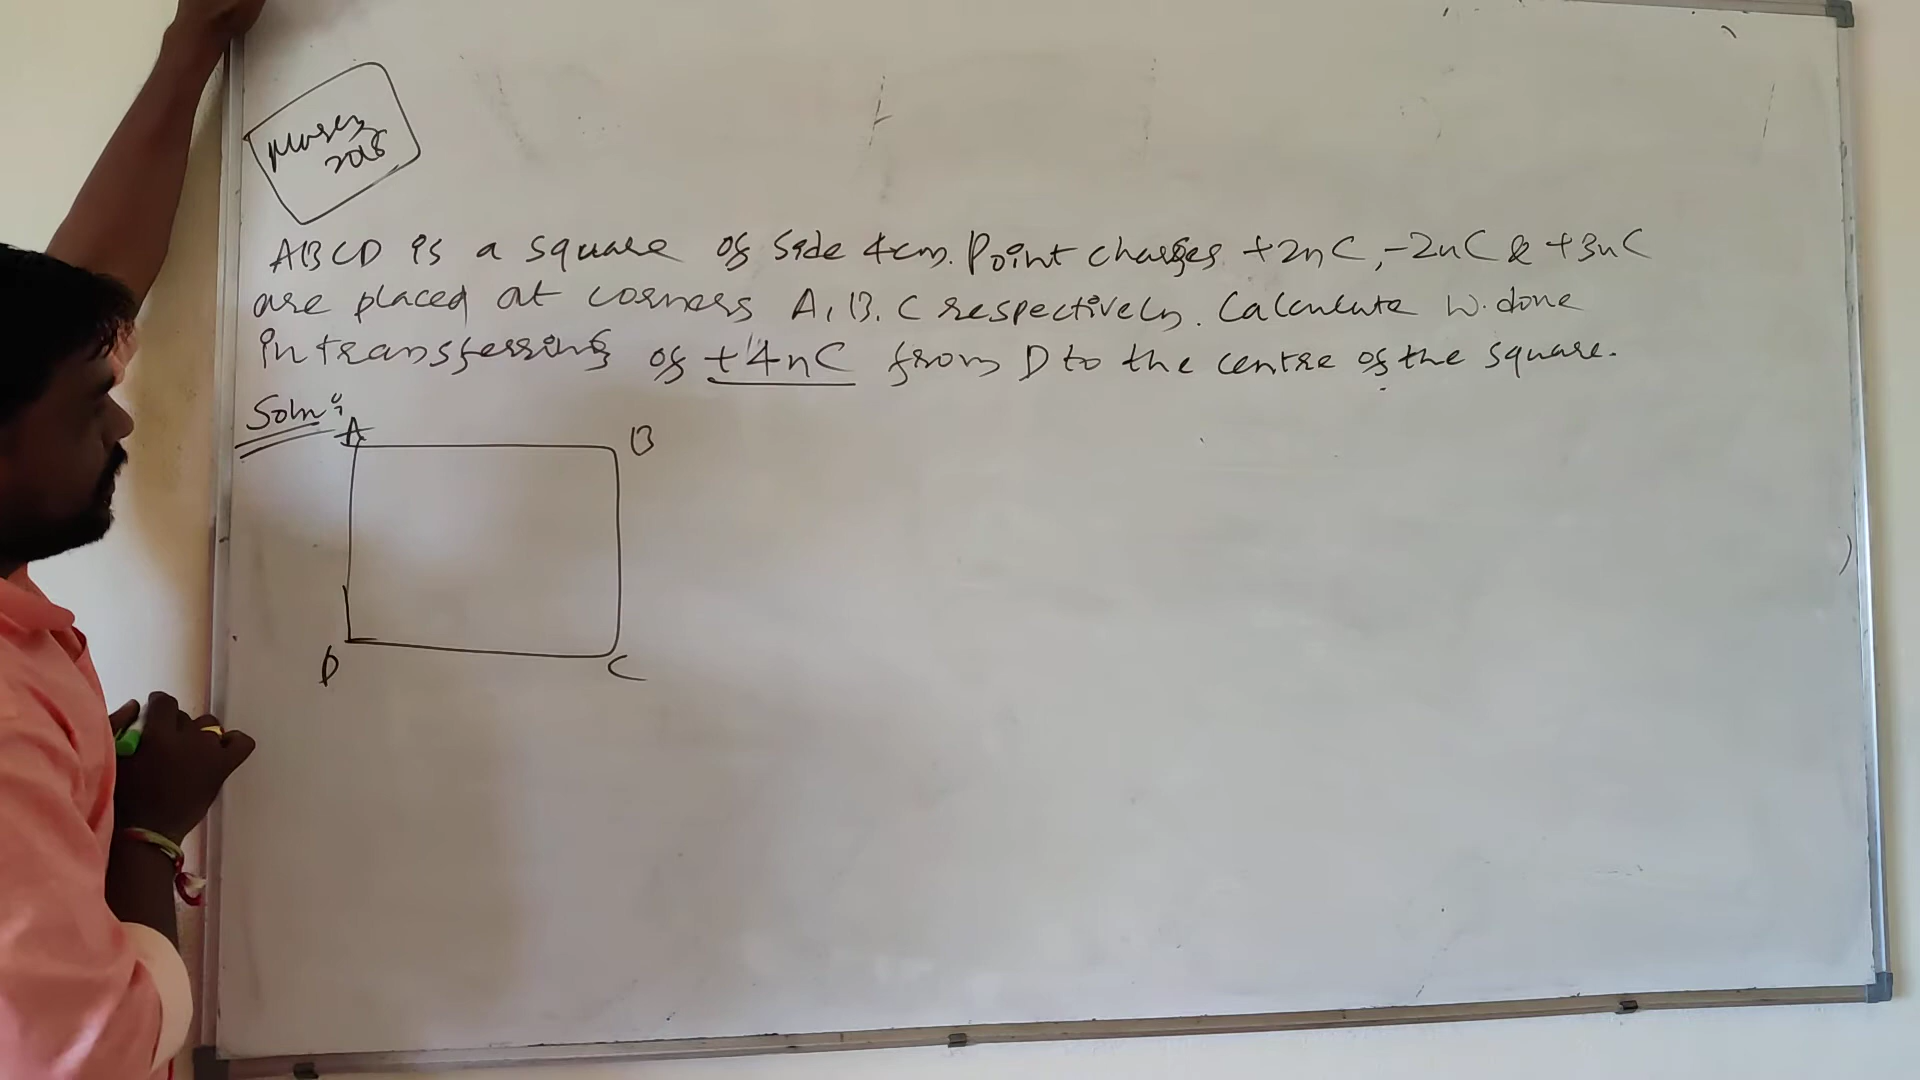 March
2018
ABCD is a square of side 4cm. Point charges +2nC, -2nC & +3nC
are placed at corners A, B, C respectively. Calculate W. done
in transferring of +4nC from D to the centre of the square.
Soln:
A B
D C